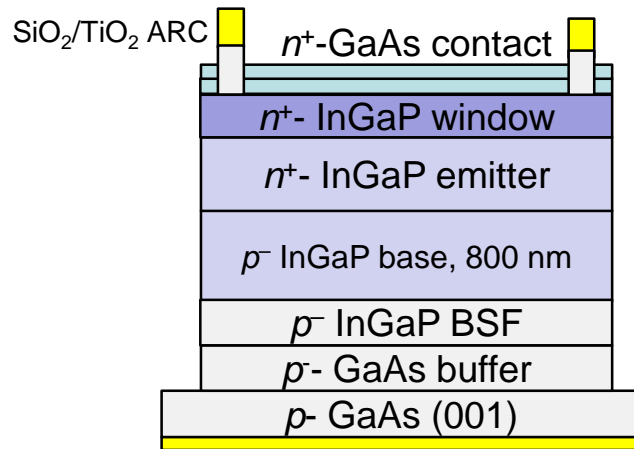 SiO₂/TiO₂ ARC
n⁺-GaAs contact
n⁺- InGaP window
n⁺- InGaP emitter
p⁻ InGaP base, 800 nm
p⁻ InGaP BSF
p⁻- GaAs buffer
p- GaAs (001)